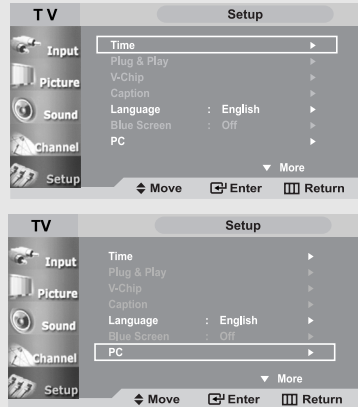 T V Setup
Input
Picture
Sound
Channel
Setup
Time
Plug & Play
V-Chip
Caption
Language : English
Blue Screen : Off
PC
More
Move Enter Return
TV Setup
Input
Picture
Sound
Channel
Setup
Time
Plug & Play
V-Chip
Caption
Language : English
Blue Screen : Off
PC
More
Move Enter Return